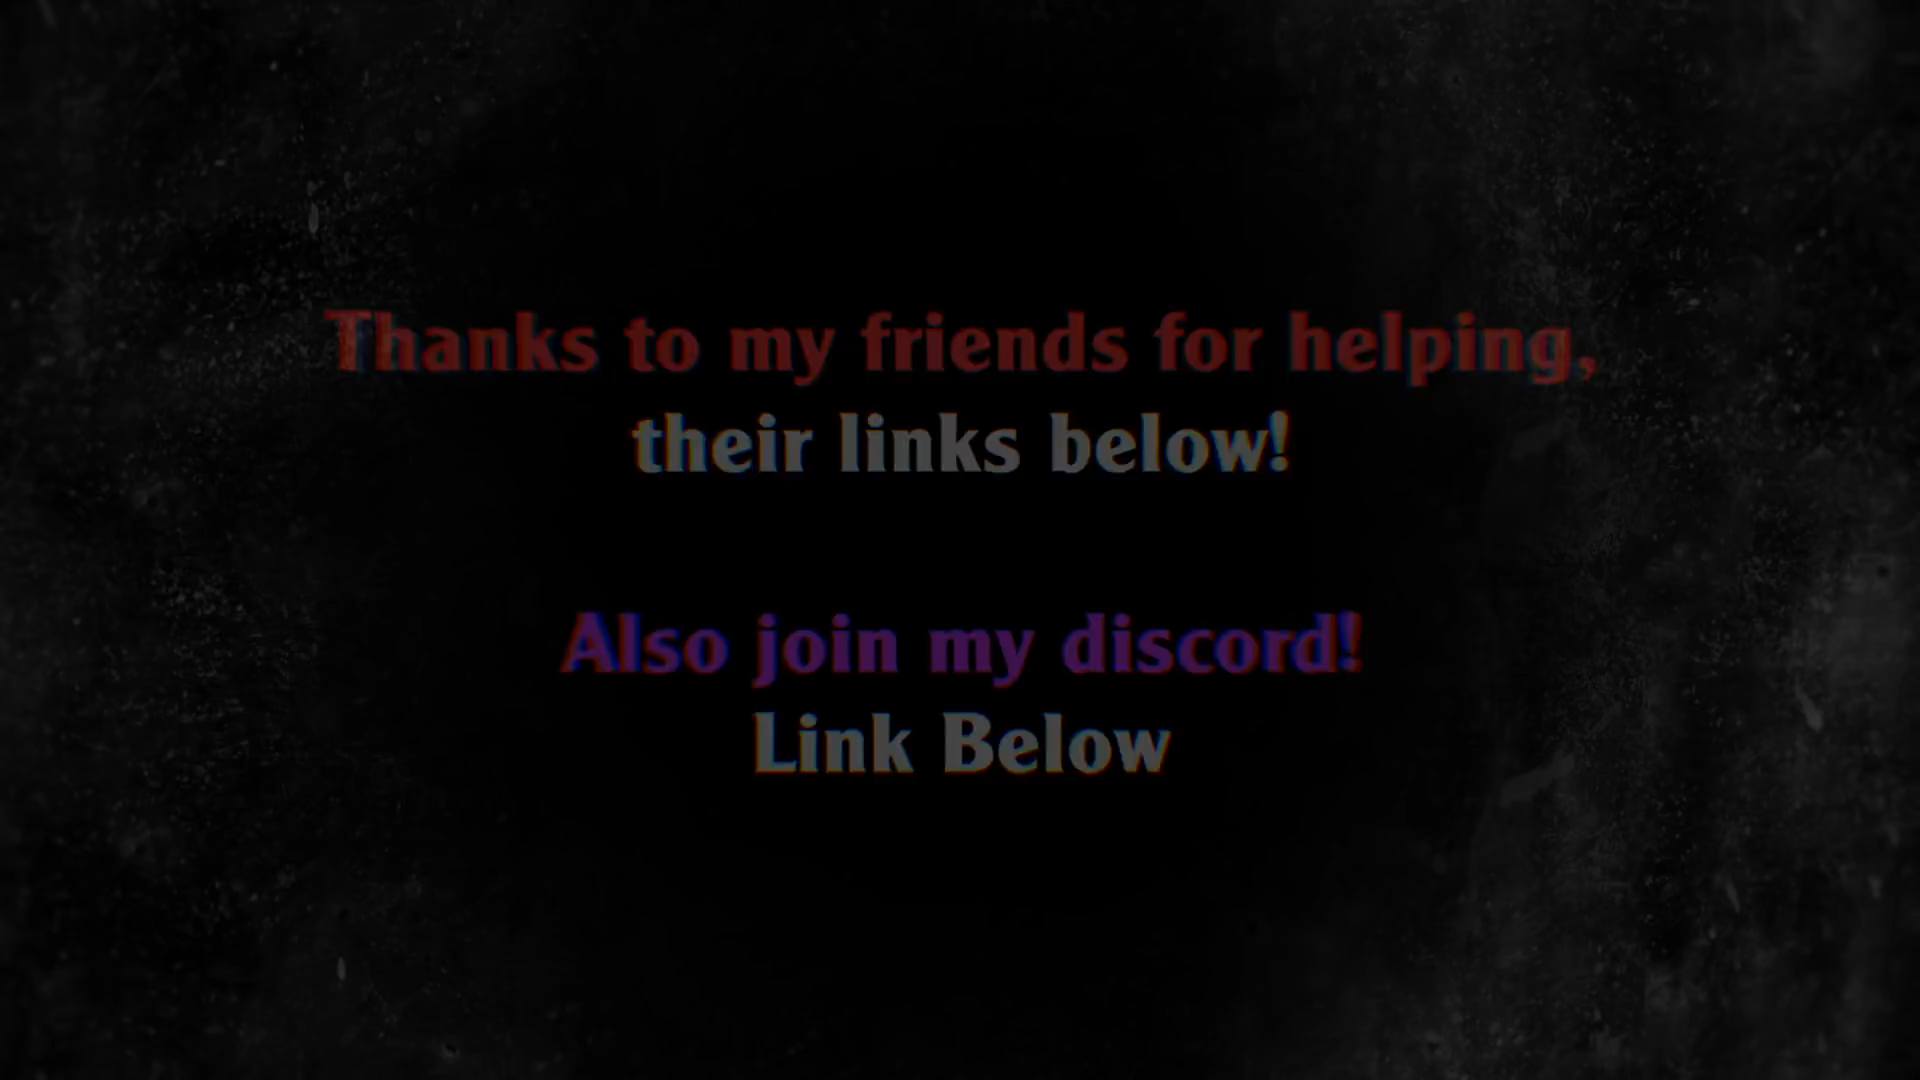 Thanks to my friends for helping,
their links below!
Also join my discord!
Link Below